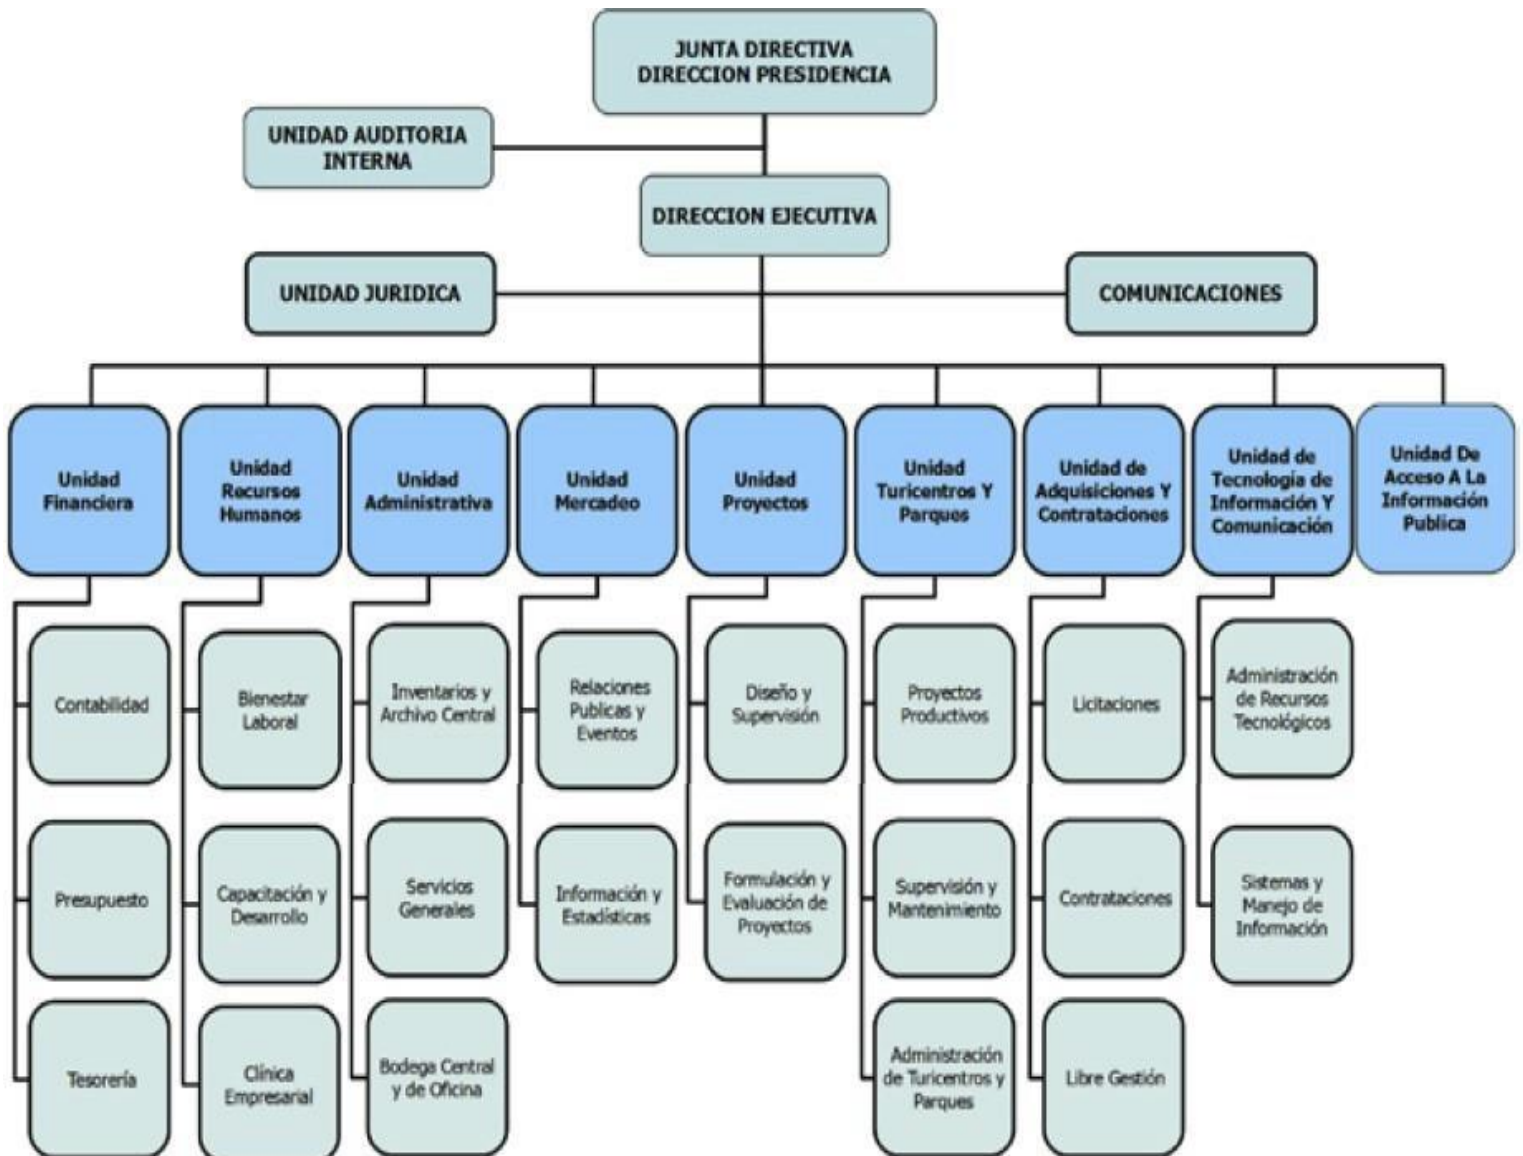 JUNTA DIRECTIVA
DIRECCION PRESIDENCIA
UNIDAD AUDITORIA
INTERNA
DIRECCION EJECUTIVA
UNIDAD JURIDICA
COMUNICACIONES
Unidad
Financiera
Unidad
Recursos
Humanos
Unidad
Administrativa
Unidad
Mercadeo
Unidad
Proyectos
Unidad
Turicentros Y
Parques
Unidad de
Adquisiciones Y
Contrataciones
Unidad de
Tecnología de
Información Y
Comunicación
Unidad De
Acceso A La
Información
Publica
Contabilidad
Bienestar
Laboral
Inventarios y
Archivo Central
Relaciones
Publicas y
Eventos
Diseño y
Supervisión
Proyectos
Productivos
Licitaciones
Administración
de Recursos
Tecnológicos
Presupuesto
Capacitación y
Desarrollo
Servicios
Generales
Información y
Estadísticas
Formulación y
Evaluación de
Proyectos
Supervisión y
Mantenimiento
Contrataciones
Sistemas y
Manejo de
Información
Tesorería
Clínica
Empresarial
Bodega Central
y de Oficina
Administración
de Turicentros y
Parques
Libre Gestión